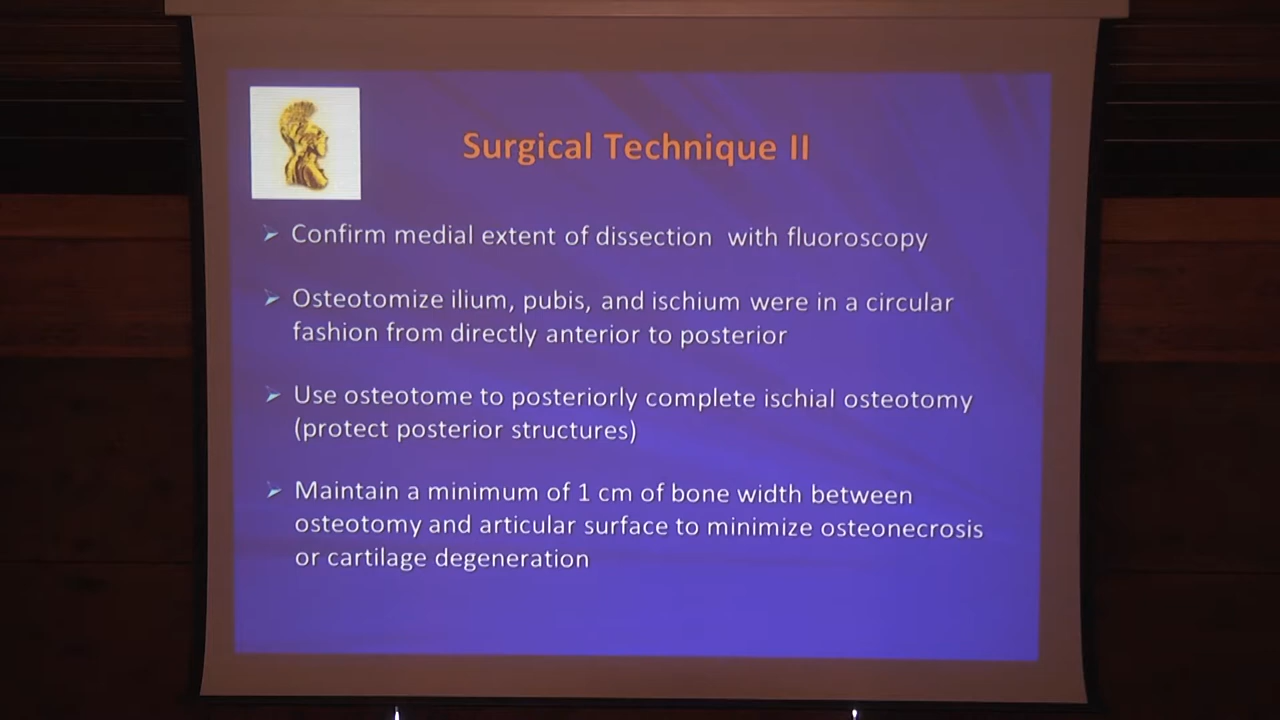 Surgical Technique II
Confirm medial extent of dissection with fluoroscopy
Osteotomize ilium, pubis, and ischium were in a circular
fashion from directly anterior to posterior
Use osteotome to posteriorly complete ischial osteotomy
(protect posterior structures)
Maintain a minimum of 1 cm of bone width between
osteotomy and articular surface to minimize osteonecrosis
or cartilage degeneration